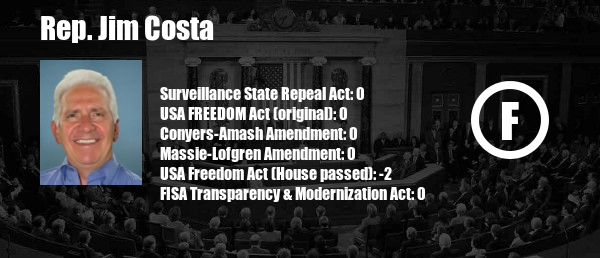 Rep. Jim Costa
Surveillance State Repeal Act: 0
USA FREEDOM Act (original): 0
Conyers-Amash Amendment: 0
Massie-Lofgren Amendment: 0
USA Freedom Act (House passed): -2
FISA Transparency & Modernization Act: 0
F